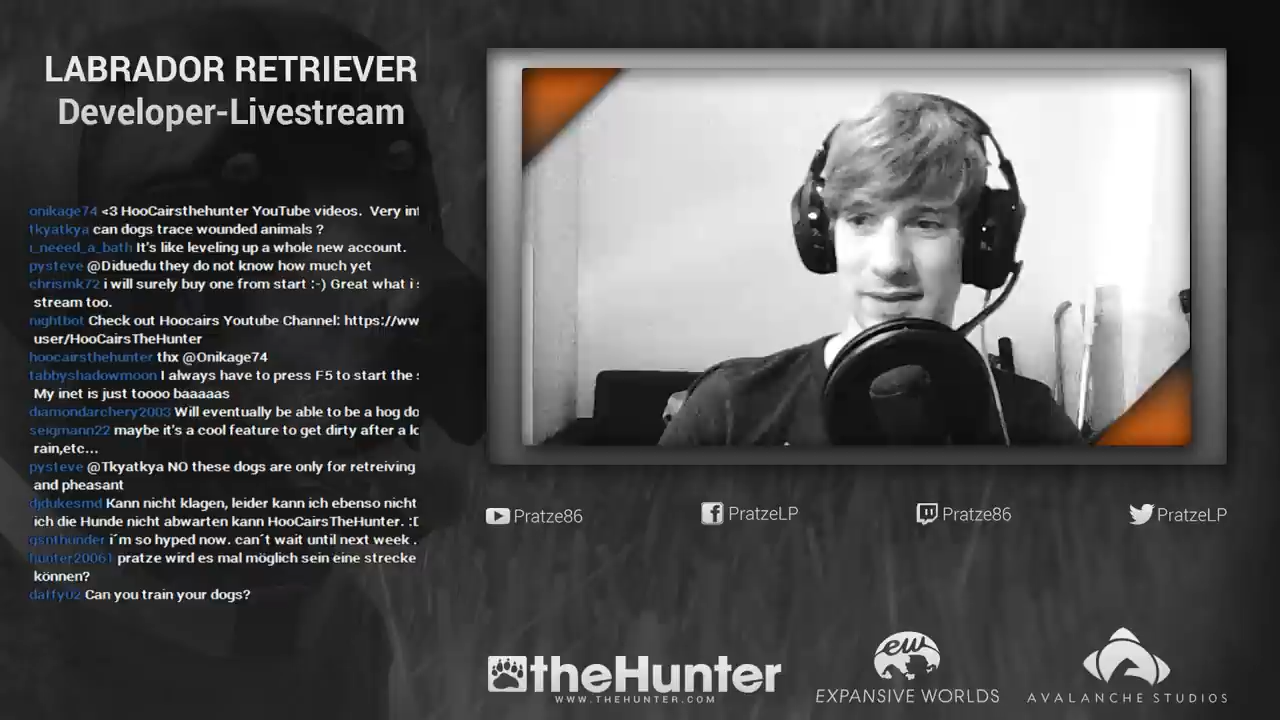 LABRADOR RETRIEVER
Developer-Livestream
onikage74 <3 HooCairsthehunter YouTube videos. Very
tkyatkya can dogs trace wounded animals ?
i_neeed_a_bath It's like leveling up a whole new account.
pysteve @Diduedu they do not know how much yet
chrismk72 i will surely buy one from start :-) Great what i
stream too.
nightbot Check out Hoocairs Youtube Channel: https://ww
user/HooCairsTheHunter
hoocairsthehunter thx @Onikage74
tabbyshadowmoon I always have to press F5 to start the
My inet is just toooo baaaaas
diamondarchery2003 Will eventually be able to be a hog do
seigmann22 maybe it's a cool feature to get dirty after a
rain,etc...
pysteve @Tkyatkya NO these dogs are only for retreiving
and pheasant
djdukesmd Kann nicht klagen, leider kann ich ebenso nicht
ich die Hunde nicht abwarten kann HooCairsTheHunter. :D
gsnthunder i´m so hyped now. can´t wait until next week .
hunter20061 pratze wird es mal möglich sein eine strecke
können?
daffy02 Can you train your dogs?
Pratze86
PratzeLP
Pratze86
PratzeLP
theHunter
WWW.THEHUNTER.COM
ew
EXPANSIVE WORLDS
AVALANCHE STUDIOS